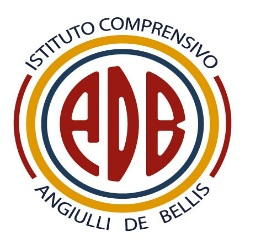 ISTITUTO COMPRENSIVO
ADB
ANGIULLI DE BELLIS